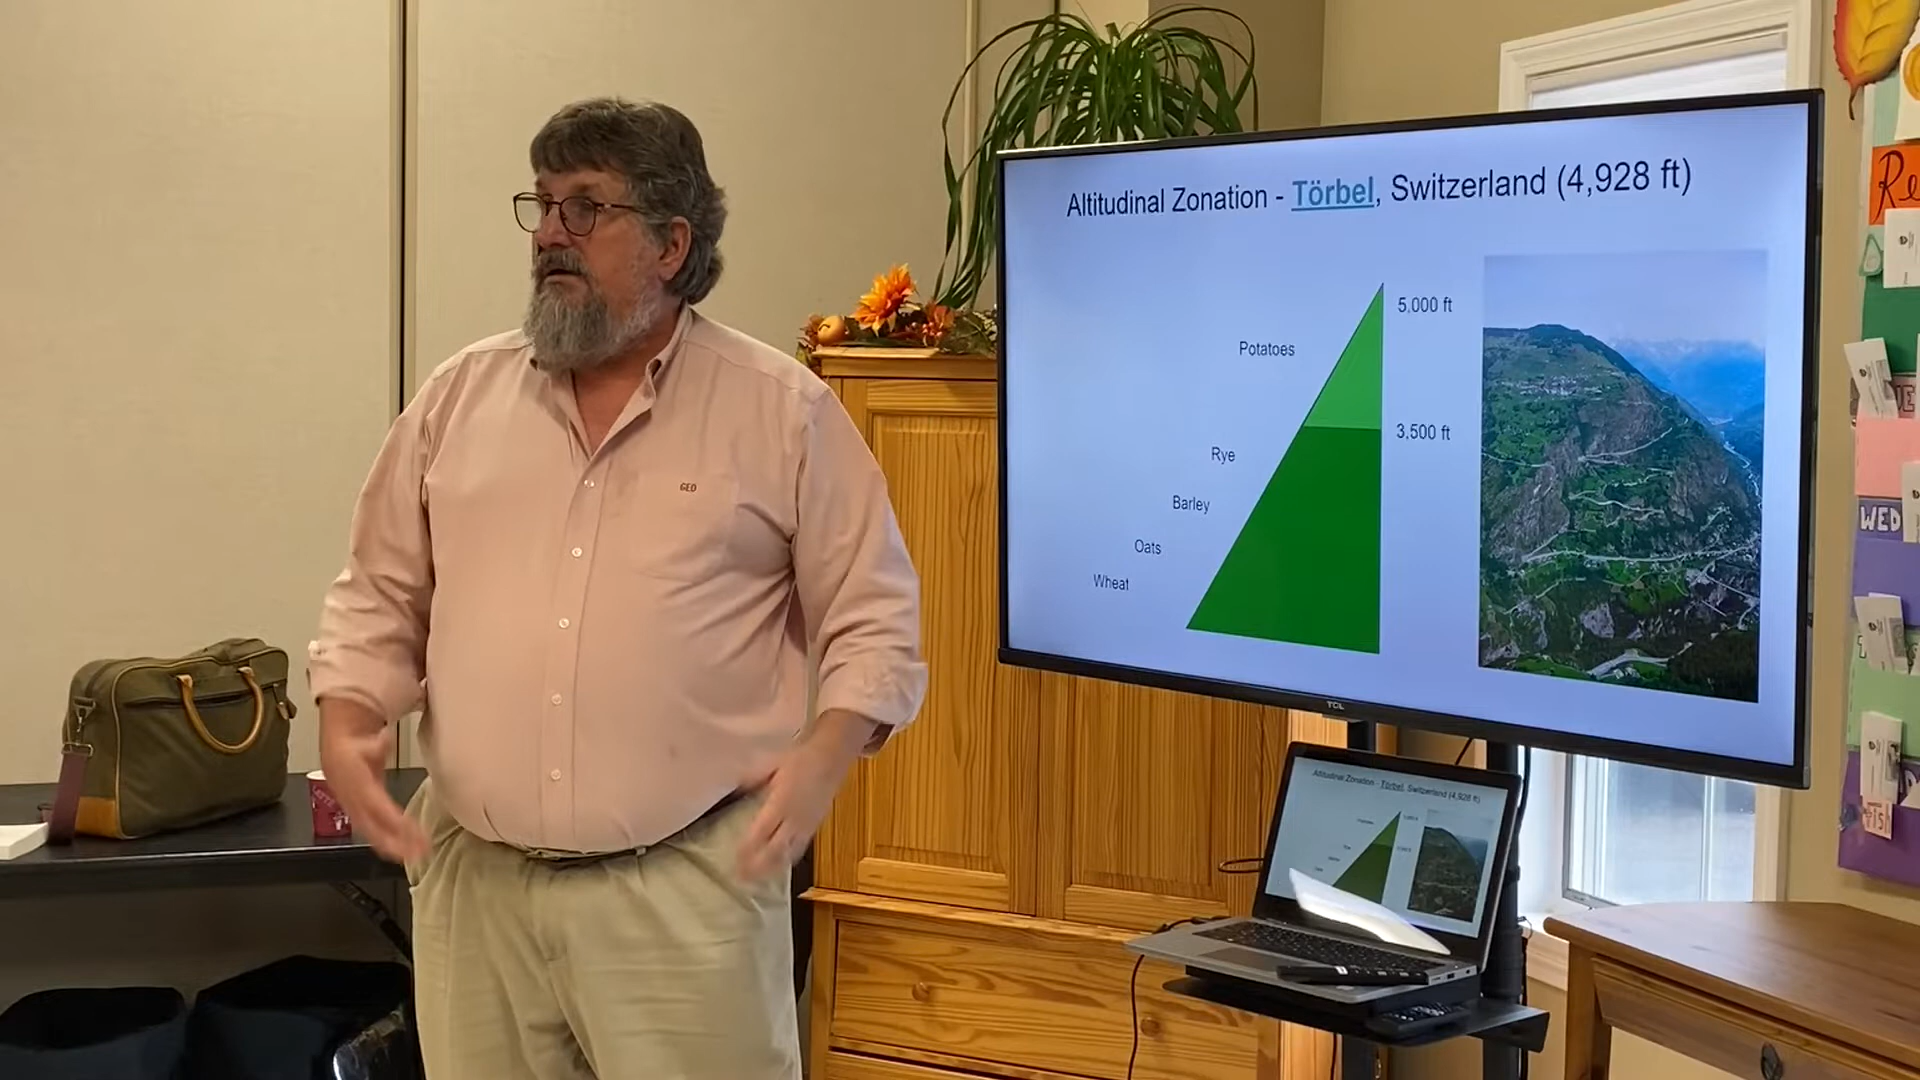 Altitudinal Zonation - Törbel, Switzerland (4,928 ft)
5,000 ft
Potatoes
3,500 ft
Rye
Barley
Oats
Wheat
GEO
TCL
Altitudinal Zonation - Törbel, Switzerland (4,928 ft)
Re
WED